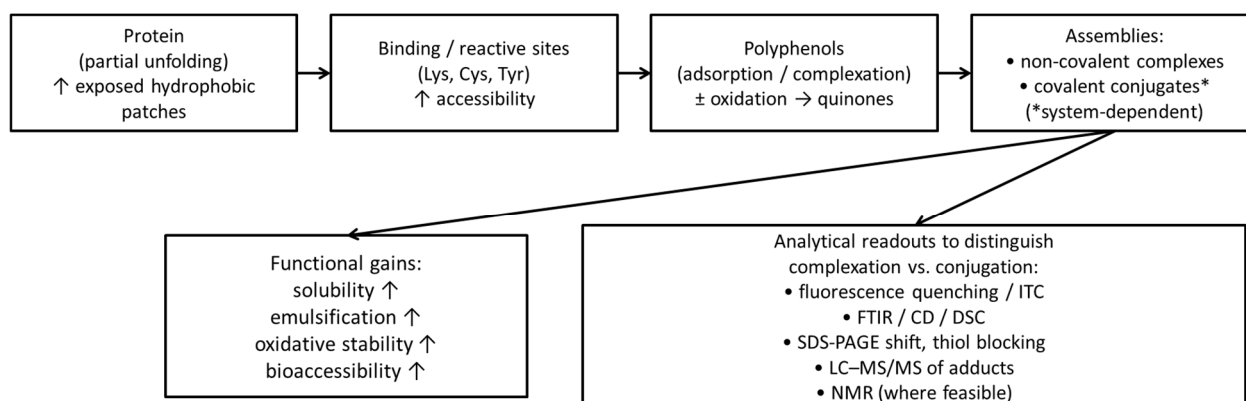 Protein
(partial unfolding)
↑ exposed hydrophobic
patches
Binding / reactive sites
(Lys, Cys, Tyr)
↑ accessibility
Polyphenols
(adsorption / complexation)
± oxidation → quinones
Assemblies:
• non-covalent complexes
• covalent conjugates*
(*system-dependent)
Functional gains:
solubility ↑
emulsification ↑
oxidative stability ↑
bioaccessibility ↑
Analytical readouts to distinguish
complexation vs. conjugation:
• fluorescence quenching / ITC
• FTIR / CD / DSC
• SDS-PAGE shift, thiol blocking
• LC–MS/MS of adducts
• NMR (where feasible)